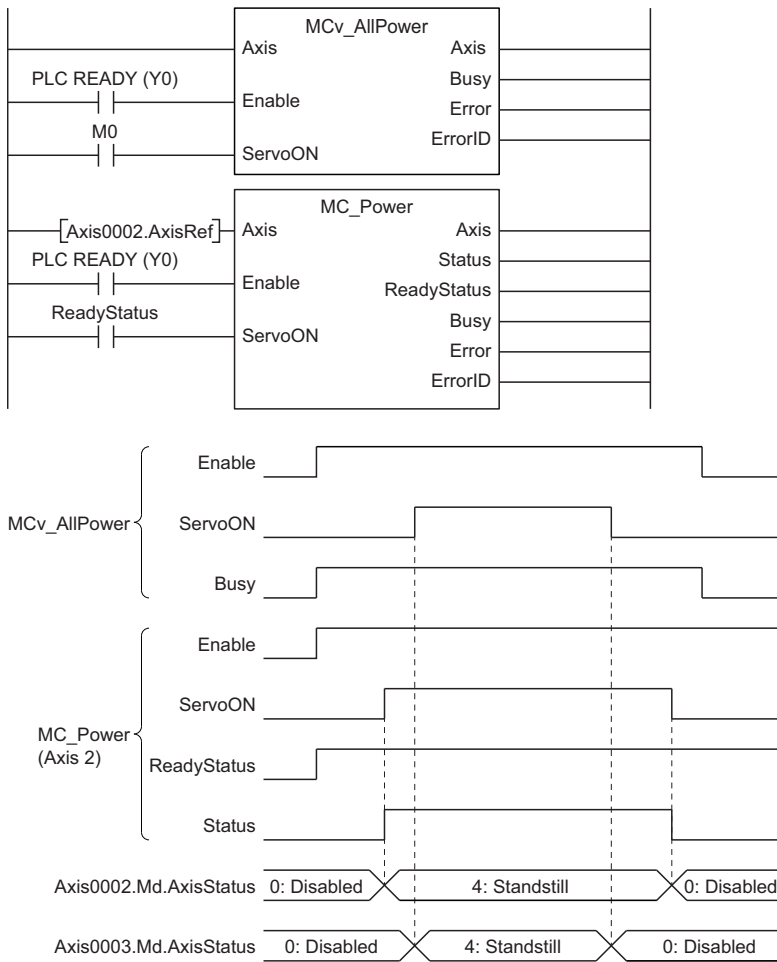 MCv_AllPower
Axis Axis
PLC READY (Y0) Busy
Enable Error
M0 ErrorID
ServoON
MC_Power
[Axis0002.AxisRef] Axis Axis
PLC READY (Y0) Status
Enable ReadyStatus
ReadyStatus Busy
ServoON Error
ErrorID
Enable
MCv_AllPower ServoON
Busy
Enable
ServoON
MC_Power
(Axis 2)
ReadyStatus
Status
Axis0002.Md.AxisStatus 0: Disabled 4: Standstill 0: Disabled
Axis0003.Md.AxisStatus 0: Disabled 4: Standstill 0: Disabled